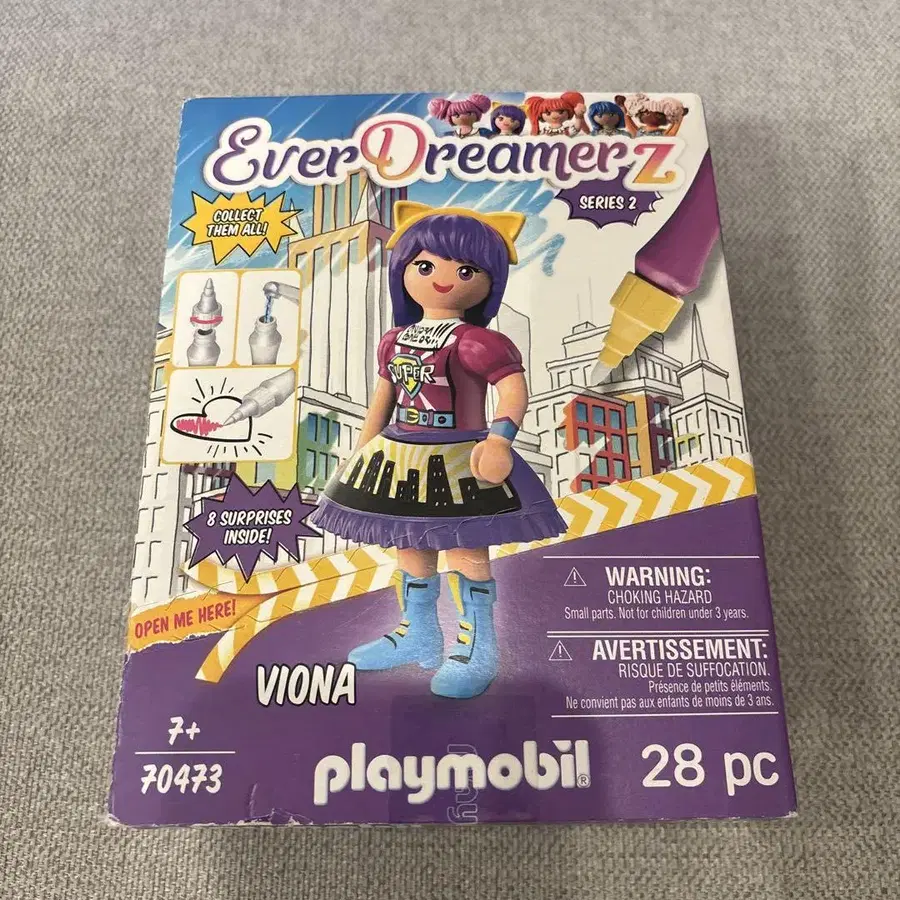 EverDreamerz
SERIES 2
COLLECT
THEM ALL!
SUPER
8 SURPRISES
INSIDE!
OPEN ME HERE!
WARNING:
CHOKING HAZARD
Small parts. Not for children under 3 years.
AVERTISSEMENT:
RISQUE DE SUFFOCATION.
Présence de petits éléments.
Ne convient pas aux enfants de moins de 3 ans.
VIONA
7+
70473
playmobil®
28 pc